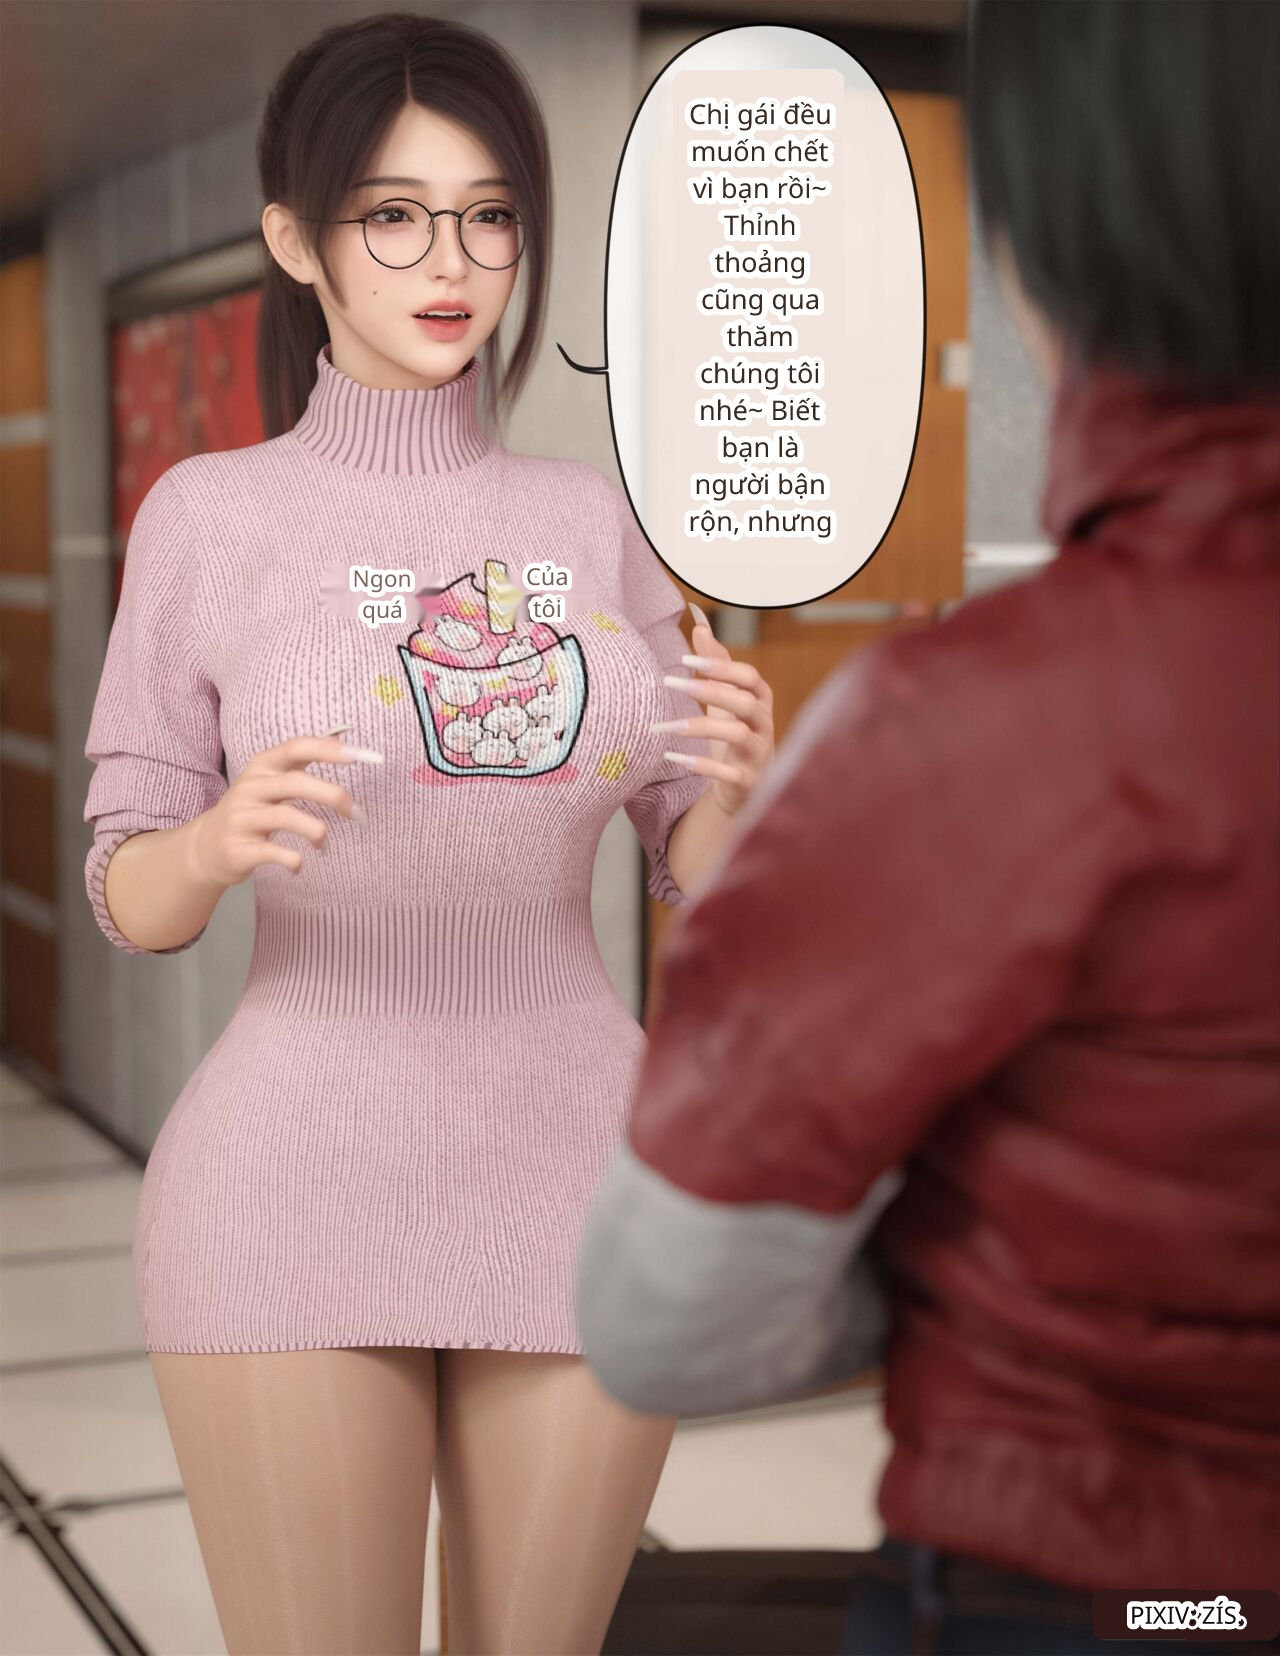 Chị gái đều
muốn chết
vì bạn rồi~
Thỉnh
thoảng
cũng qua
thăm
chúng tôi
nhé~ Biết
bạn là
người bận
rộn, nhưng
Ngon
quá
Của
tôi
PIXIV:ZÍS,